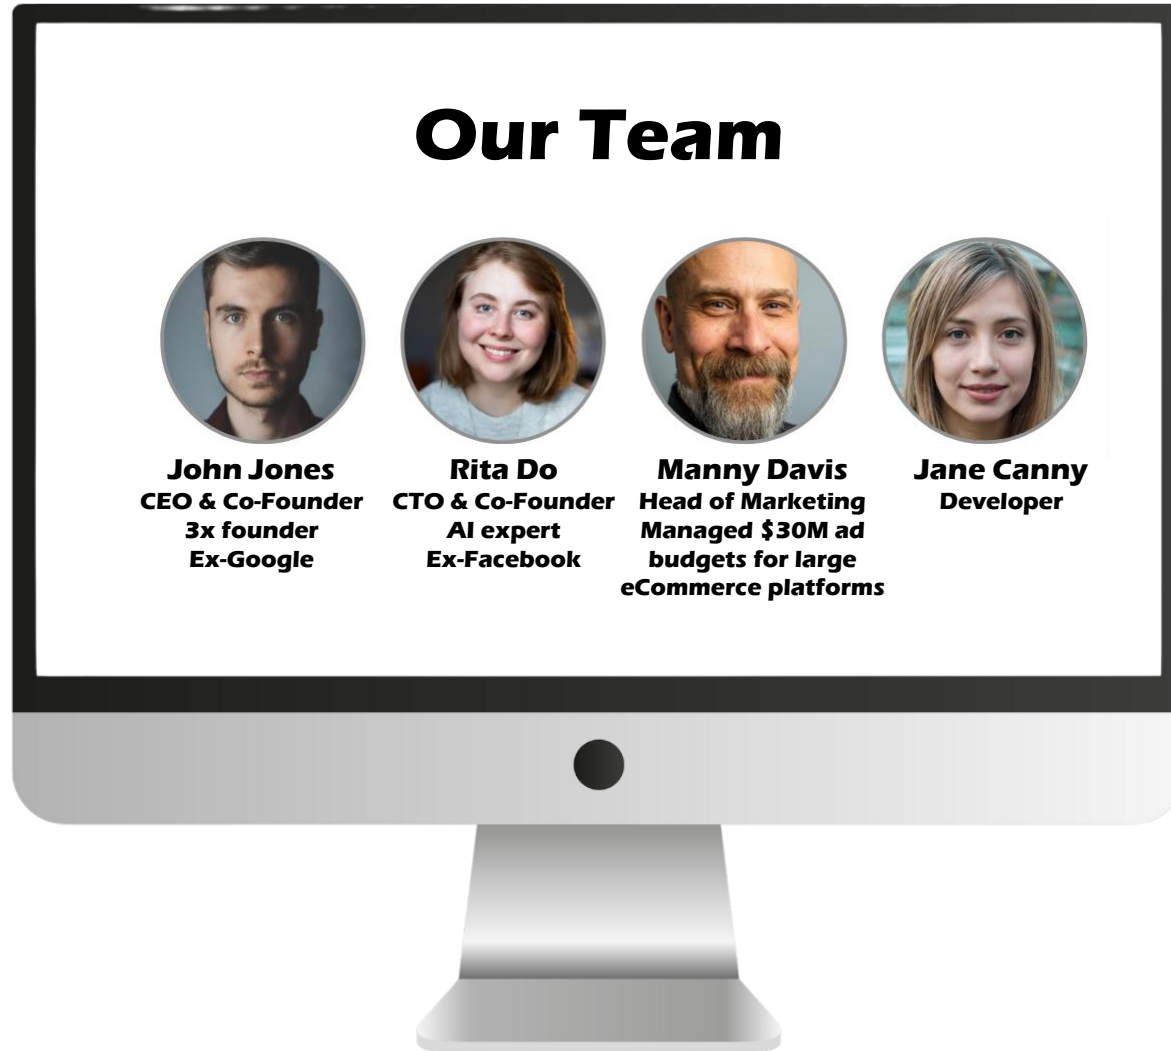 Our Team
John Jones
CEO & Co-Founder
3x founder
Ex-Google
Rita Do
CTO & Co-Founder
AI expert
Ex-Facebook
Manny Davis
Head of Marketing
Managed $30M ad
budgets for large
eCommerce platforms
Jane Canny
Developer